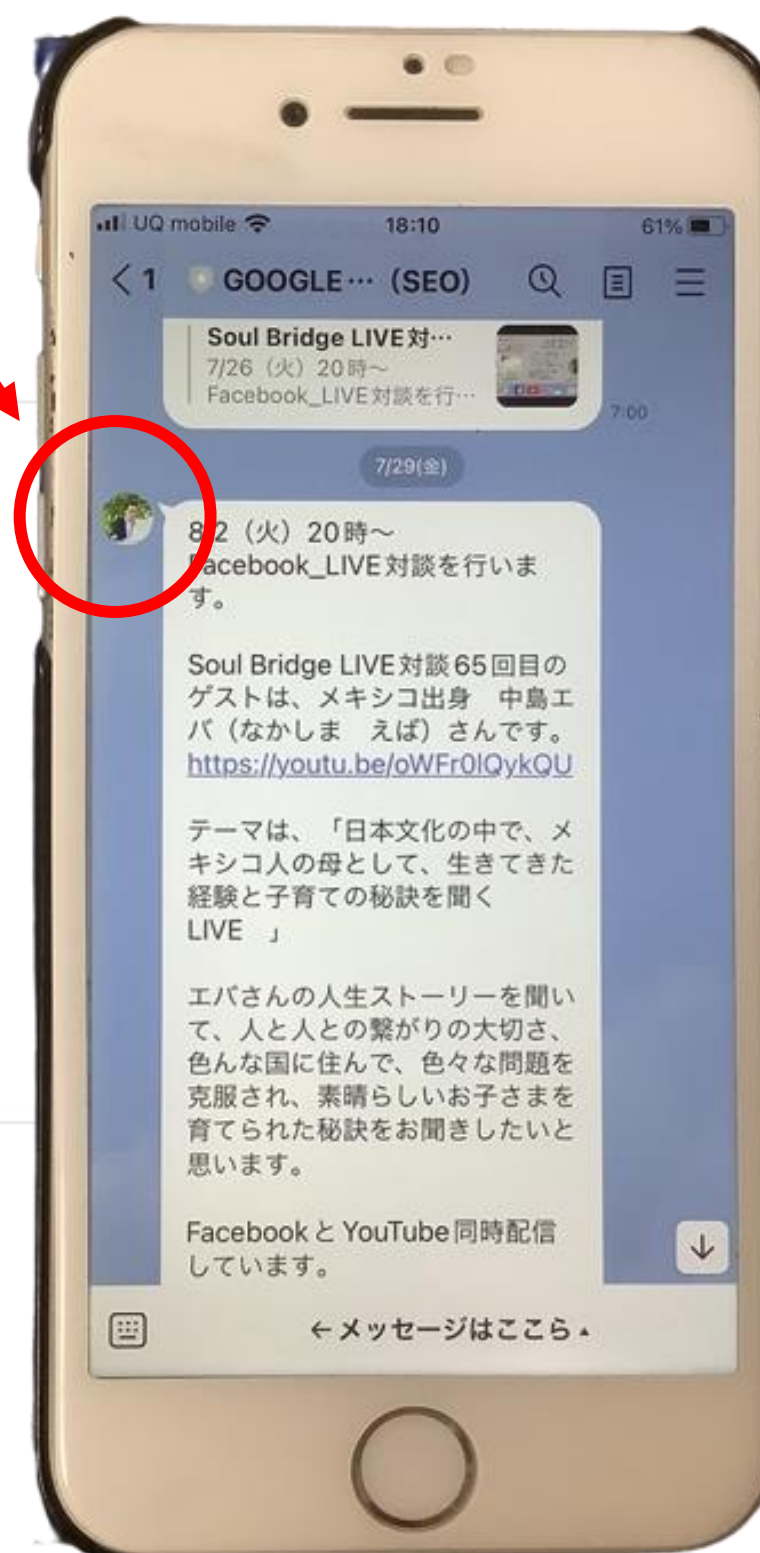 UQ mobile 18:10 61%
< 1 GOOGLE… (SEO)
Soul Bridge LIVE対…
7/26（火）20時～
Facebook_LIVE対談を行…
7:00
7/29(金)
8/2（火）20時～
Facebook_LIVE対談を行いま
す。
Soul Bridge LIVE対談65回目の
ゲストは、メキシコ出身　中島エ
バ（なかしま　えば）さんです。
https://youtu.be/oWFr0lQykQU
テーマは、「日本文化の中で、メ
キシコ人の母として、生きてきた
経験と子育ての秘訣を聞く
LIVE　」
エバさんの人生ストーリーを聞い
て、人と人との繋がりの大切さ、
色んな国に住んで、色々な問題を
克服され、素晴らしいお子さまを
育てられた秘訣をお聞きしたいと
思います。
FacebookとYouTube同時配信
しています。
←メッセージはここら▲